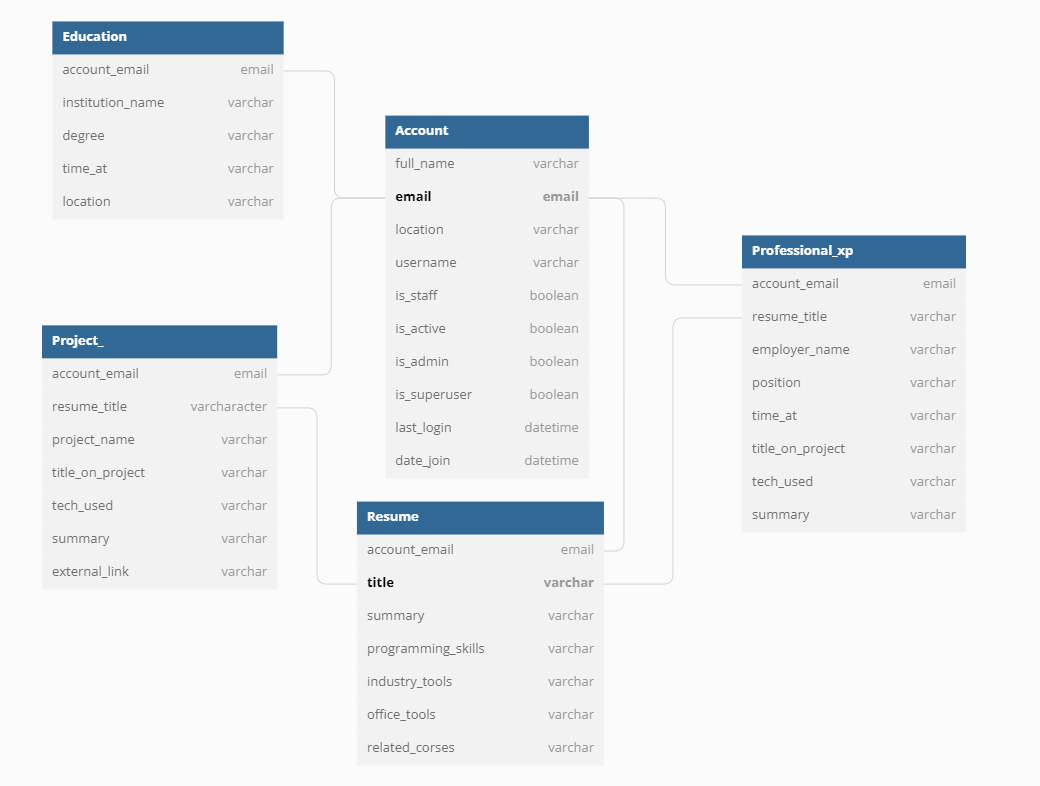 Education
account_email email
institution_name varchar
degree varchar
time_at varchar
location varchar
Account
full_name varchar
email email
location varchar
username varchar
is_staff boolean
is_active boolean
is_admin boolean
is_superuser boolean
last_login datetime
date_join datetime
Professional_xp
account_email email
resume_title varchar
employer_name varchar
position varchar
time_at varchar
title_on_project varchar
tech_used varchar
summary varchar
Project_
account_email email
resume_title varcharacter
project_name varchar
title_on_project varchar
tech_used varchar
summary varchar
external_link varchar
Resume
account_email email
title varchar
summary varchar
programming_skills varchar
industry_tools varchar
office_tools varchar
related_corses varchar